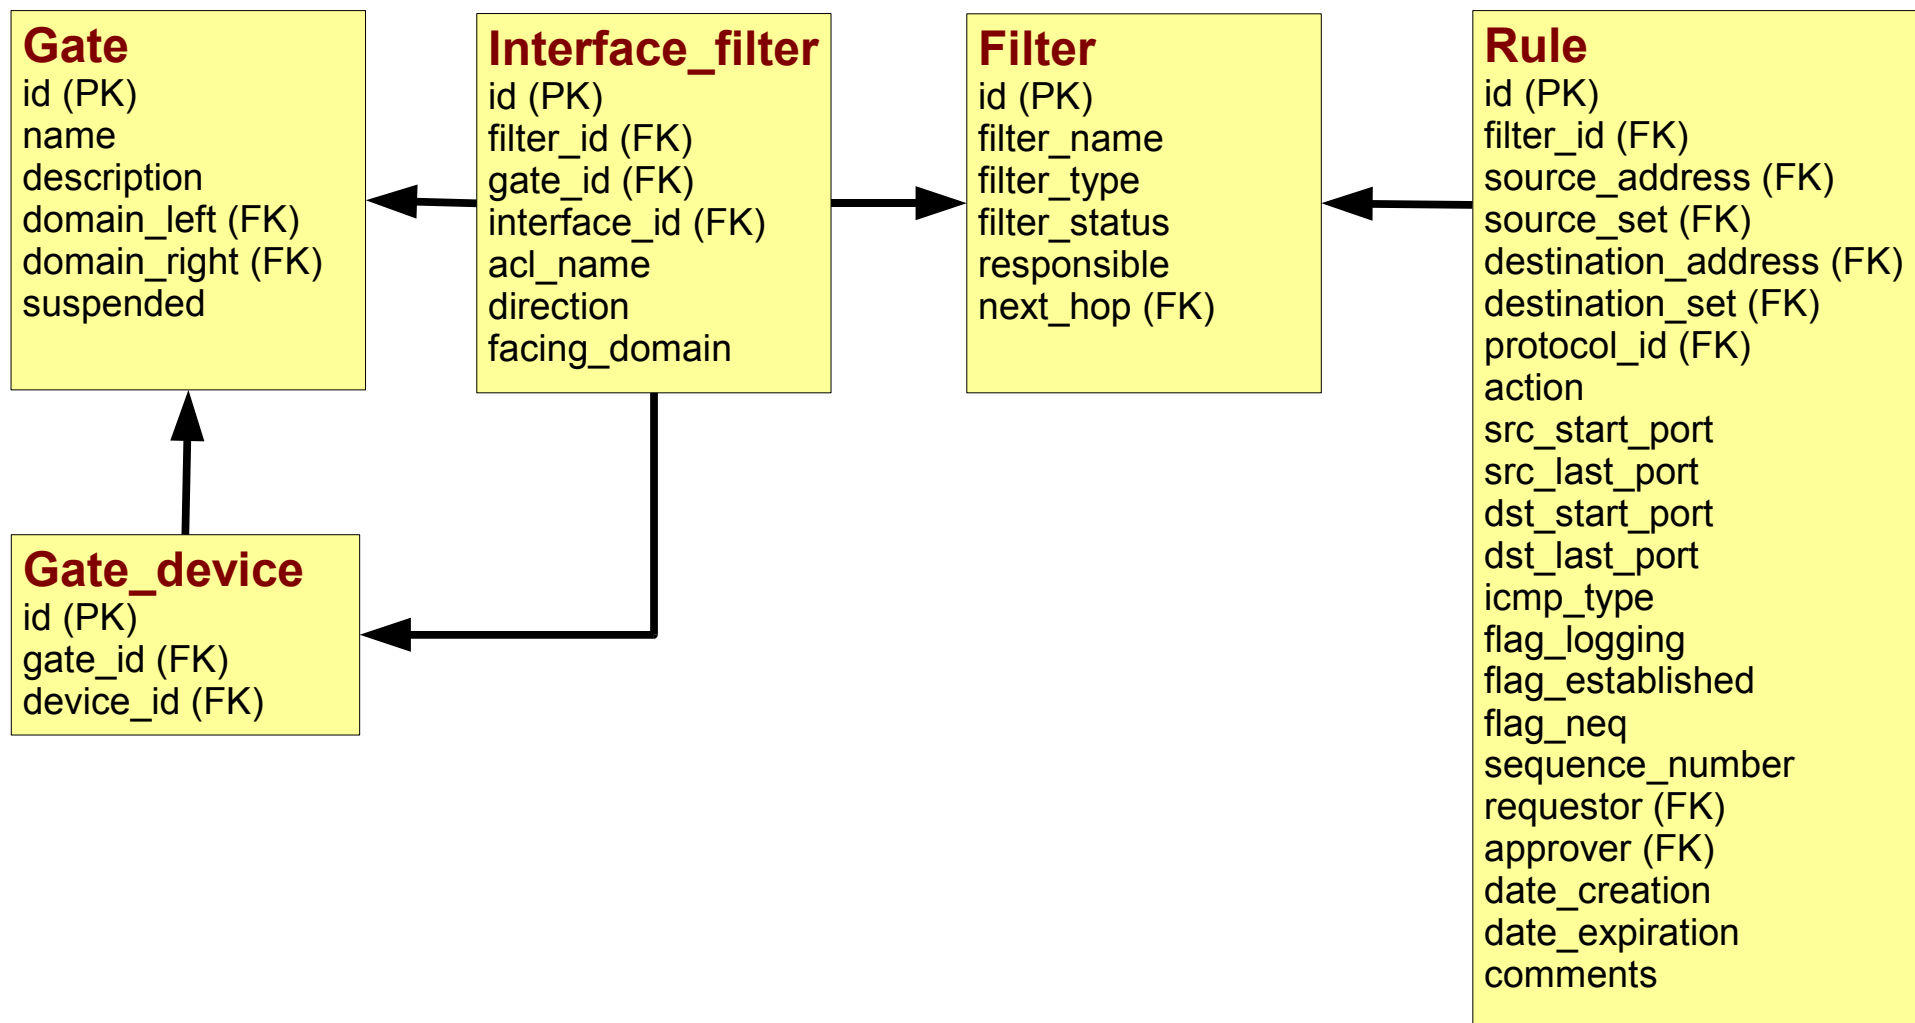 Gate
id (PK)
name
description
domain_left (FK)
domain_right (FK)
suspended
Interface_filter
id (PK)
filter_id (FK)
gate_id (FK)
interface_id (FK)
acl_name
direction
facing_domain
Filter
id (PK)
filter_name
filter_type
filter_status
responsible
next_hop (FK)
Rule
id (PK)
filter_id (FK)
source_address (FK)
source_set (FK)
destination_address (FK)
destination_set (FK)
protocol_id (FK)
action
src_start_port
src_last_port
dst_start_port
dst_last_port
icmp_type
flag_logging
flag_established
flag_neq
sequence_number
requestor (FK)
approver (FK)
date_creation
date_expiration
comments
Gate_device
id (PK)
gate_id (FK)
device_id (FK)